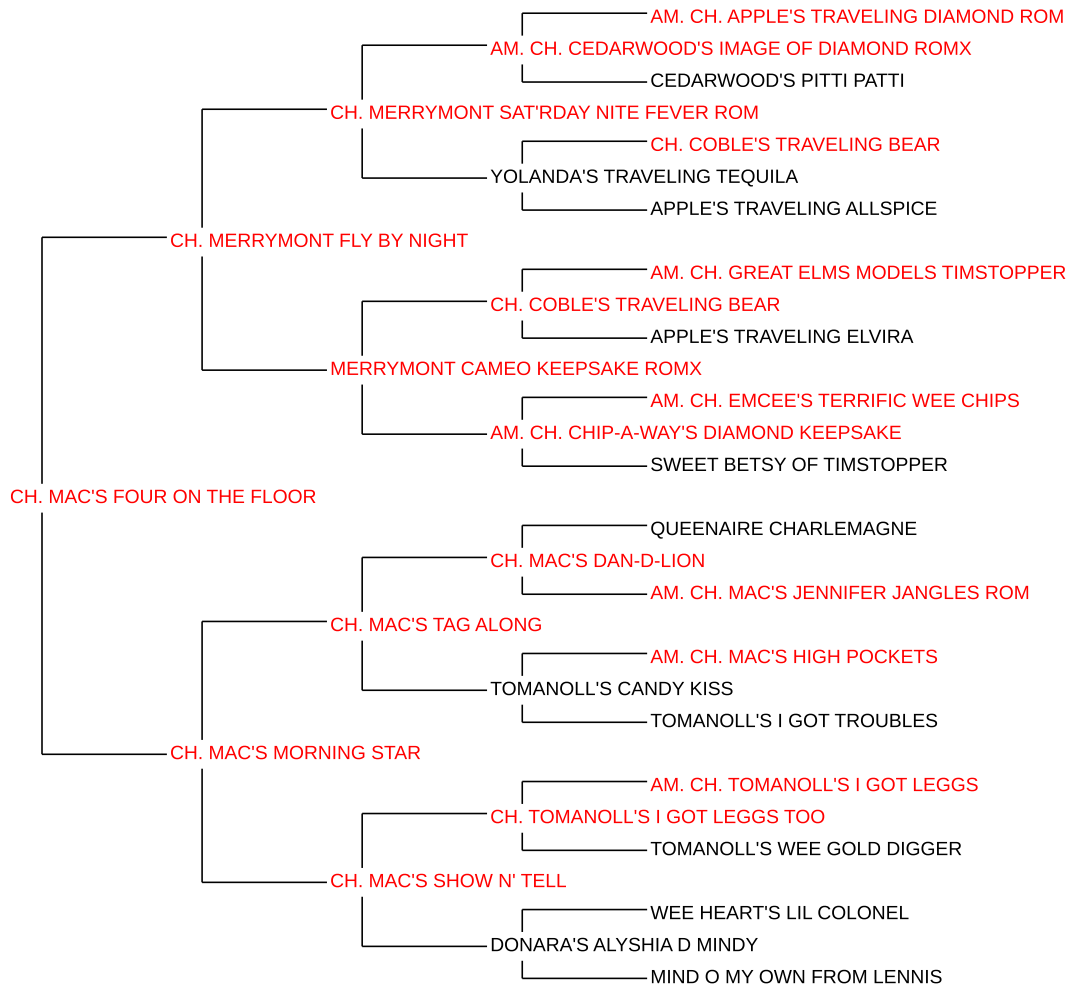 AM. CH. APPLE'S TRAVELING DIAMOND ROM
AM. CH. CEDARWOOD'S IMAGE OF DIAMOND ROMX
CEDARWOOD'S PITTI PATTI
CH. MERRYMONT SAT'RDAY NITE FEVER ROM
CH. COBLE'S TRAVELING BEAR
YOLANDA'S TRAVELING TEQUILA
APPLE'S TRAVELING ALLSPICE
CH. MERRYMONT FLY BY NIGHT
AM. CH. GREAT ELMS MODELS TIMSTOPPER
CH. COBLE'S TRAVELING BEAR
APPLE'S TRAVELING ELVIRA
MERRYMONT CAMEO KEEPSAKE ROMX
AM. CH. EMCEE'S TERRIFIC WEE CHIPS
AM. CH. CHIP-A-WAY'S DIAMOND KEEPSAKE
SWEET BETSY OF TIMSTOPPER
CH. MAC'S FOUR ON THE FLOOR
QUEENAIRE CHARLEMAGNE
CH. MAC'S DAN-D-LION
AM. CH. MAC'S JENNIFER JANGLES ROM
CH. MAC'S TAG ALONG
AM. CH. MAC'S HIGH POCKETS
TOMANOLL'S CANDY KISS
TOMANOLL'S I GOT TROUBLES
CH. MAC'S MORNING STAR
AM. CH. TOMANOLL'S I GOT LEGGS
CH. TOMANOLL'S I GOT LEGGS TOO
TOMANOLL'S WEE GOLD DIGGER
CH. MAC'S SHOW N' TELL
WEE HEART'S LIL COLONEL
DONARA'S ALYSHIA D MINDY
MIND O MY OWN FROM LENNIS